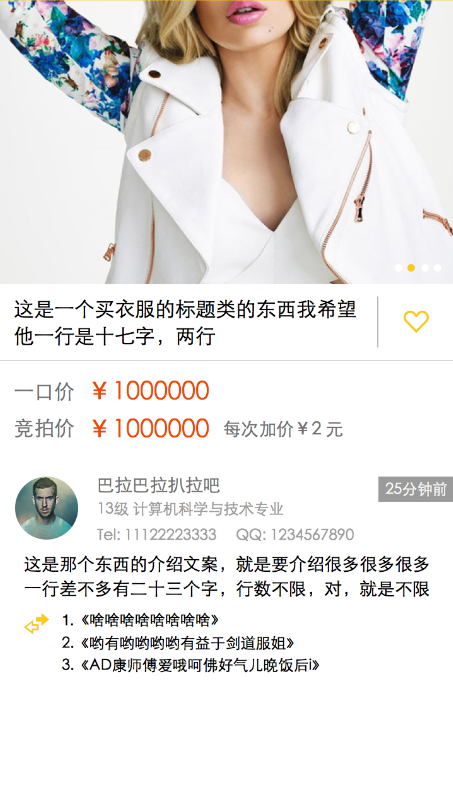 这是一个买衣服的标题类的东西我希望
他一行是十七字，两行
一口价 ￥1000000
竞拍价 ￥1000000 每次加价￥2 元
巴拉巴拉扒拉吧
25分钟前
13级 计算机科学与技术专业
Tel: 11122223333 QQ: 1234567890
这是那个东西的介绍文案，就是要介绍很多很多很多
一行差不多有二十三个字，行数不限，对，就是不限
1.《啥啥啥啥啥啥啥啥》
2.《哟有哟哟哟哟有益于剑道服姐》
3.《AD康师傅爱哦呵佛好气儿晚饭后i》